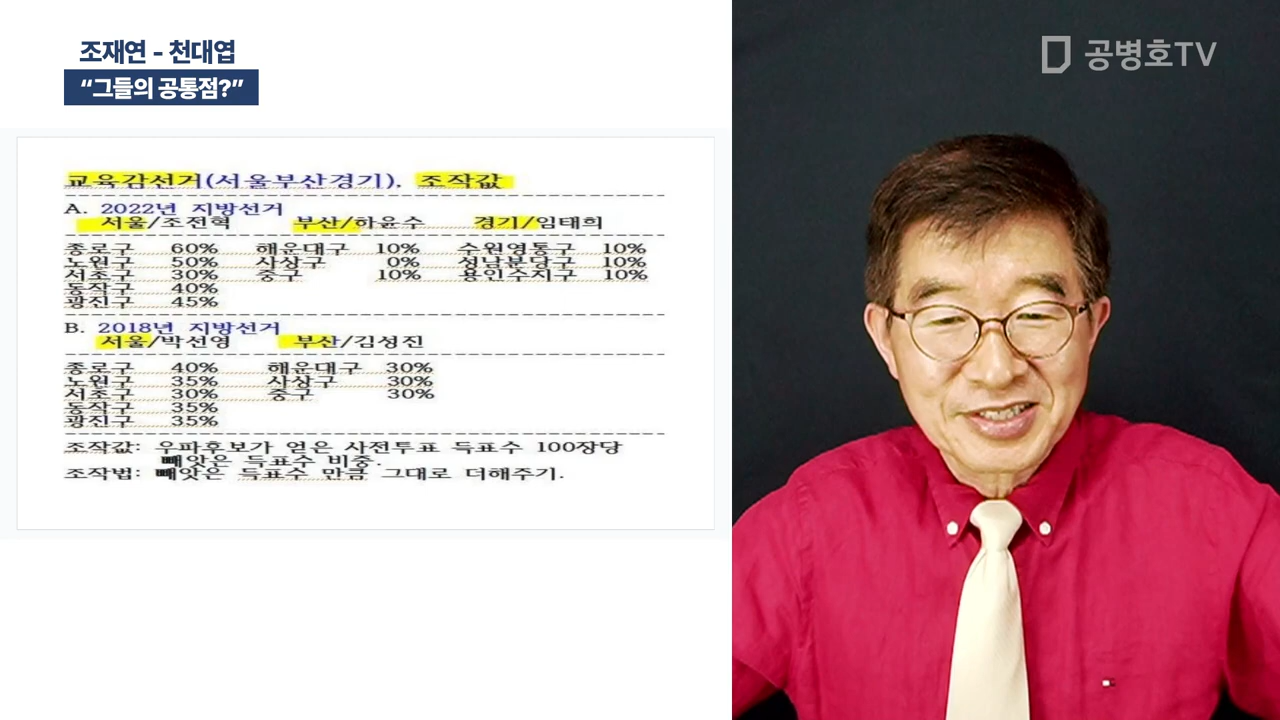 조재연 - 천대엽
“그들의 공통점?”
공병호TV
교육감선거(서울부산경기). 조작값
A. 2022년 지방선거
서울/조전혁 부산/하윤수 경기/임태희
종로구 60% 해운대구 10% 수원영통구 10%
노원구 50% 사상구 0% 성남분당구 10%
서초구 30% 중구 10% 용인수지구 10%
동작구 40%
광진구 45%
B. 2018년 지방선거
서울/박선영 부산/김성진
종로구 40% 해운대구 30%
노원구 35% 사상구 30%
서초구 30% 중구 30%
동작구 35%
광진구 35%
조작값: 우파후보가 얻은 사전투표 득표수 100장당
빼앗은 득표수 비중.
조작법: 빼앗은 득표수 만큼 그대로 더해주기.